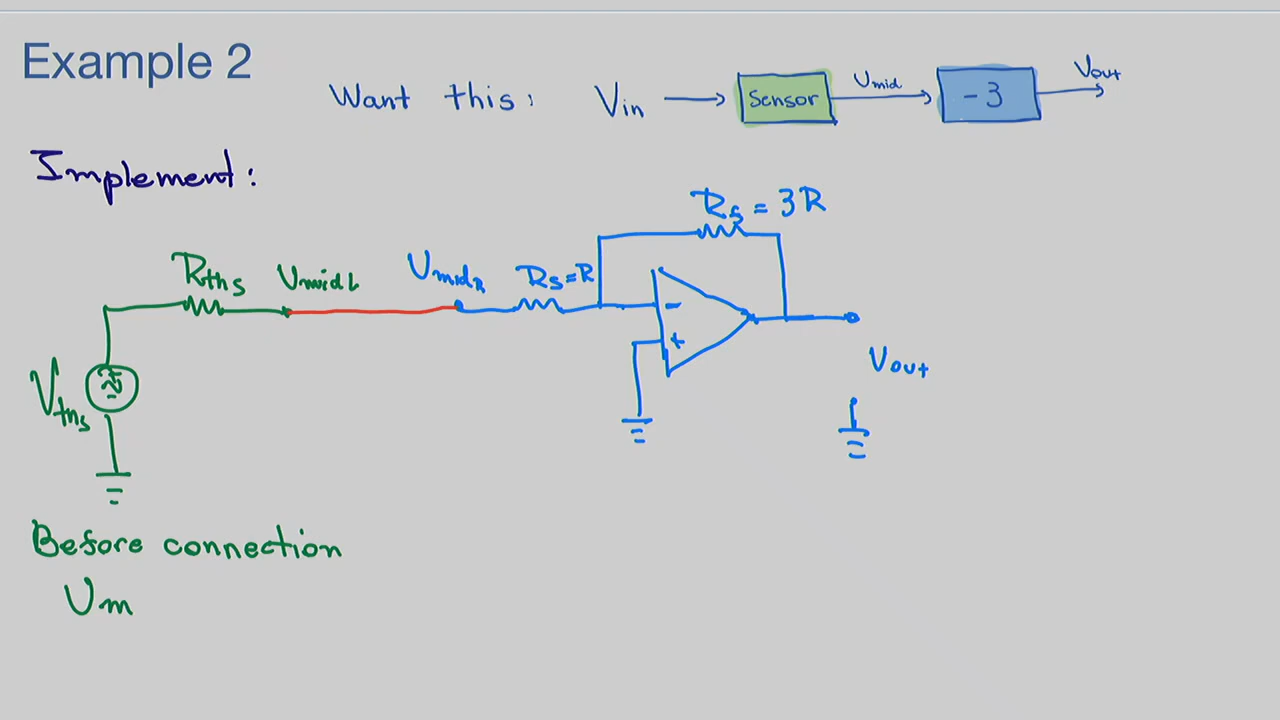 Example 2
Want this: Vin → Sensor Vmid → -3 Vout
Implement:
Rf = 3R
Rths VmidL VmidR Rs=R
-
+
Vths
Vout
Before connection
Vm